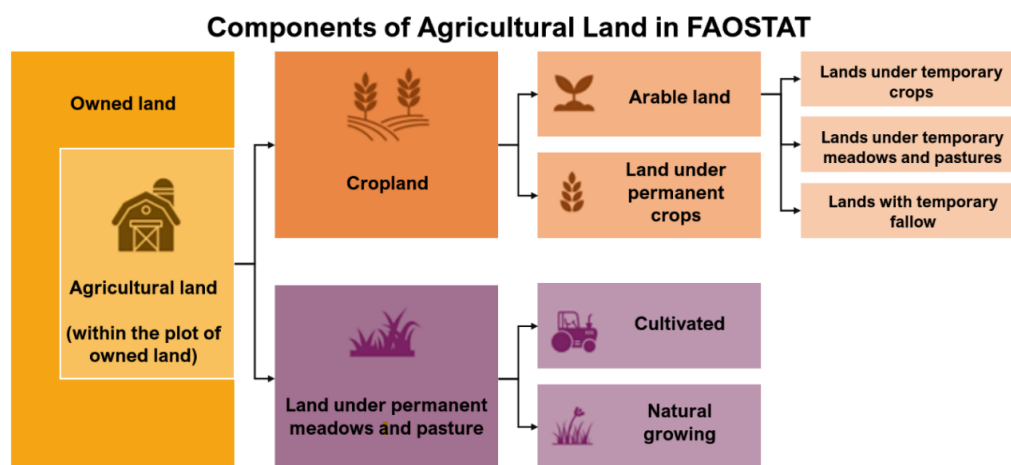 Components of Agricultural Land in FAOSTAT
Owned land
Agricultural land
(within the plot of
owned land)
Cropland
Arable land
Land under
permanent
crops
Lands under temporary
crops
Lands under temporary
meadows and pastures
Lands with temporary
fallow
Land under permanent
meadows and pasture
Cultivated
Natural
growing